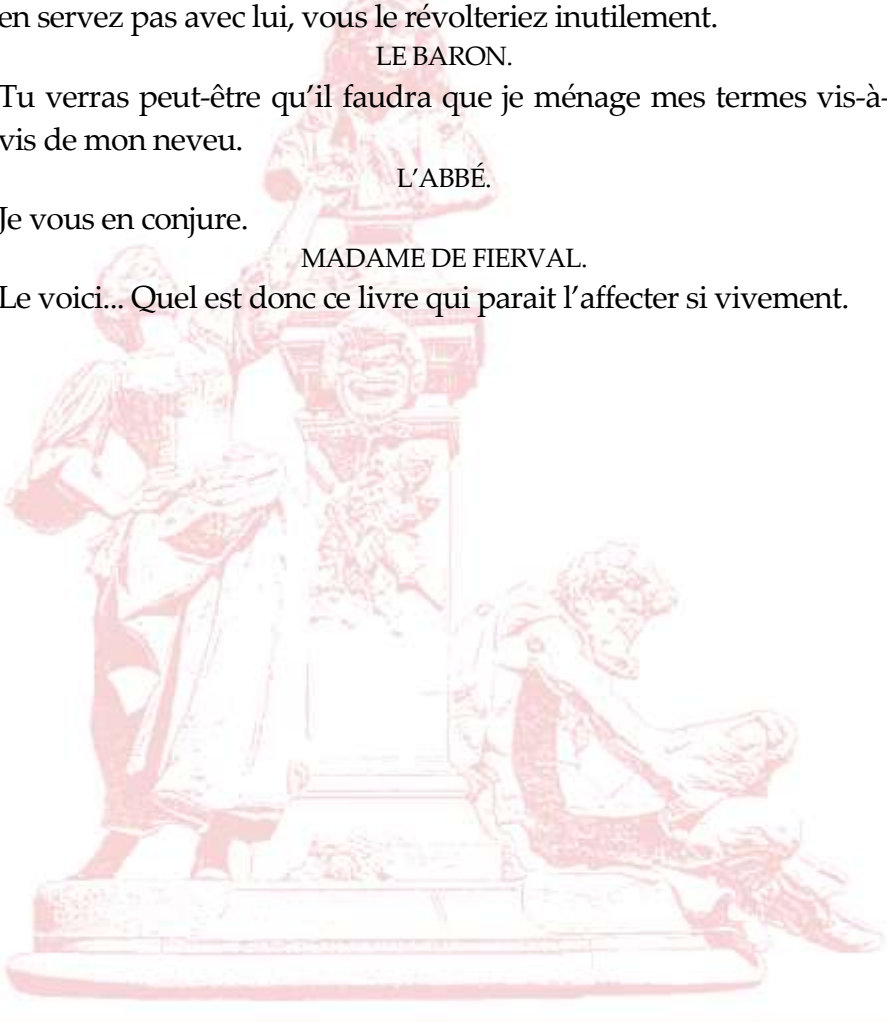 en servez pas avec lui, vous le révolteriez inutilement.
LE BARON.
Tu verras peut-être qu’il faudra que je ménage mes termes vis-à-
vis de mon neveu.
L’ABBÉ.
Je vous en conjure.
MADAME DE FIERVAL.
Le voici... Quel est donc ce livre qui parait l’affecter si vivement.